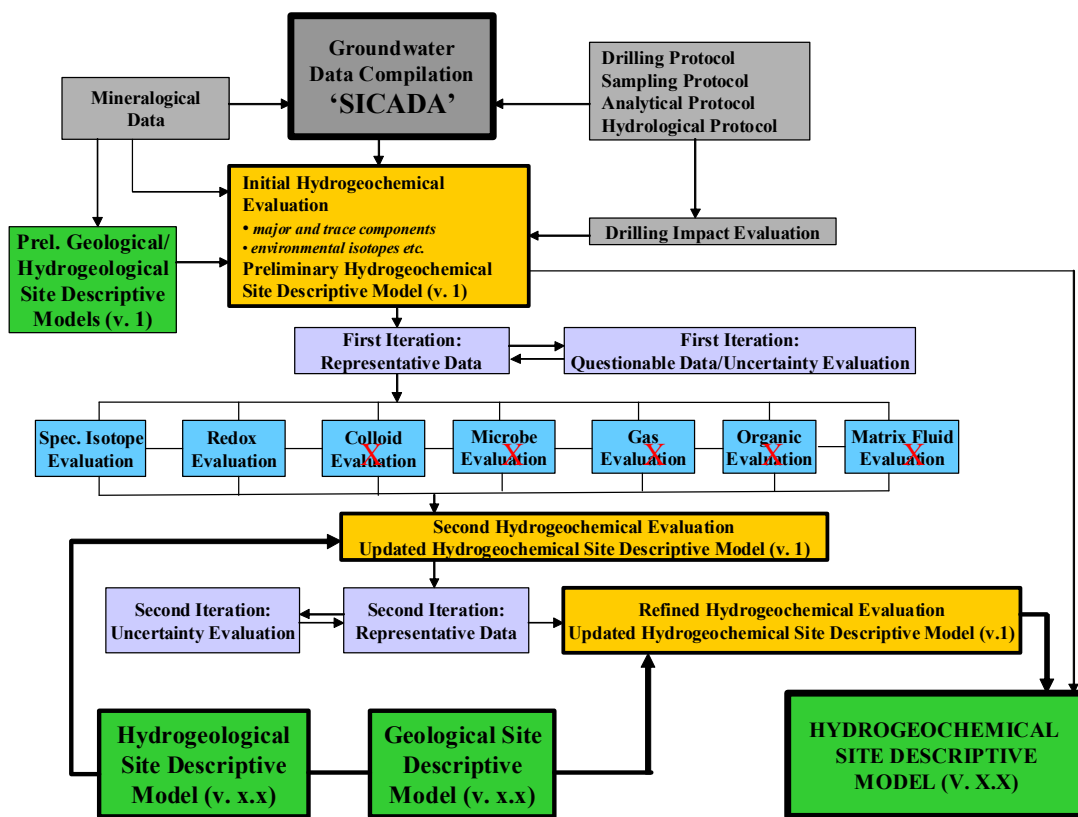 Groundwater
Data Compilation
‘SICADA’
Mineralogical
Data
Drilling Protocol
Sampling Protocol
Analytical Protocol
Hydrological Protocol
Initial Hydrogeochemical
Evaluation
• major and trace components
• environmental isotopes etc.
Preliminary Hydrogeochemical
Site Descriptive Model (v. 1)
Drilling Impact Evaluation
Prel. Geological/
Hydrogeological
Site Descriptive
Models (v. 1)
First Iteration:
Representative Data
First Iteration:
Questionable Data/Uncertainty Evaluation
Spec. Isotope
Evaluation
Redox
Evaluation
Colloid
Evaluation
X
Microbe
Evaluation
X
Gas
Evaluation
X
Organic
Evaluation
X
Matrix Fluid
Evaluation
X
Second Hydrogeochemical Evaluation
Updated Hydrogeochemical Site Descriptive Model (v. 1)
Second Iteration:
Uncertainty Evaluation
Second Iteration:
Representative Data
Refined Hydrogeochemical Evaluation
Updated Hydrogeochemical Site Descriptive Model (v.1)
Hydrogeological
Site Descriptive
Model (v. x.x)
Geological Site
Descriptive
Model (v. x.x)
HYDROGEOCHEMICAL
SITE DESCRIPTIVE
MODEL (V. X.X)